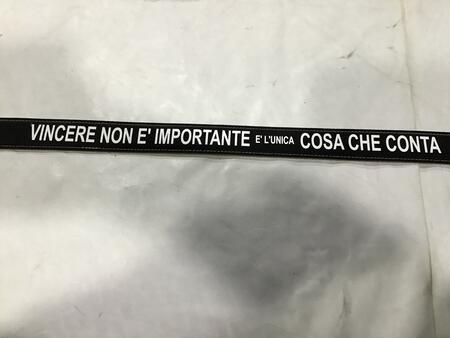 VINCERE NON E' IMPORTANTE E' L'UNICA COSA CHE CONTA